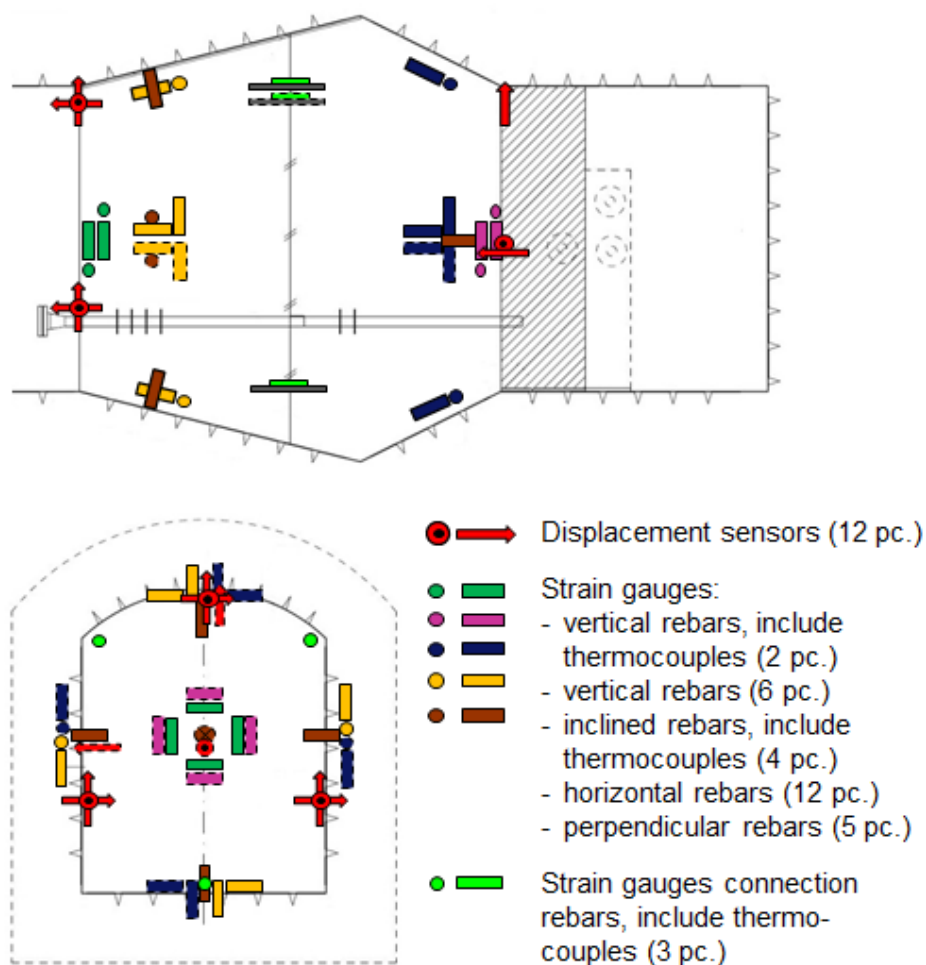 Displacement sensors (12 pc.)
Strain gauges:
- vertical rebars, include
thermocouples (2 pc.)
- vertical rebars (6 pc.)
- inclined rebars, include
thermocouples (4 pc.)
- horizontal rebars (12 pc.)
- perpendicular rebars (5 pc.)
Strain gauges connection
rebars, include thermo-
couples (3 pc.)